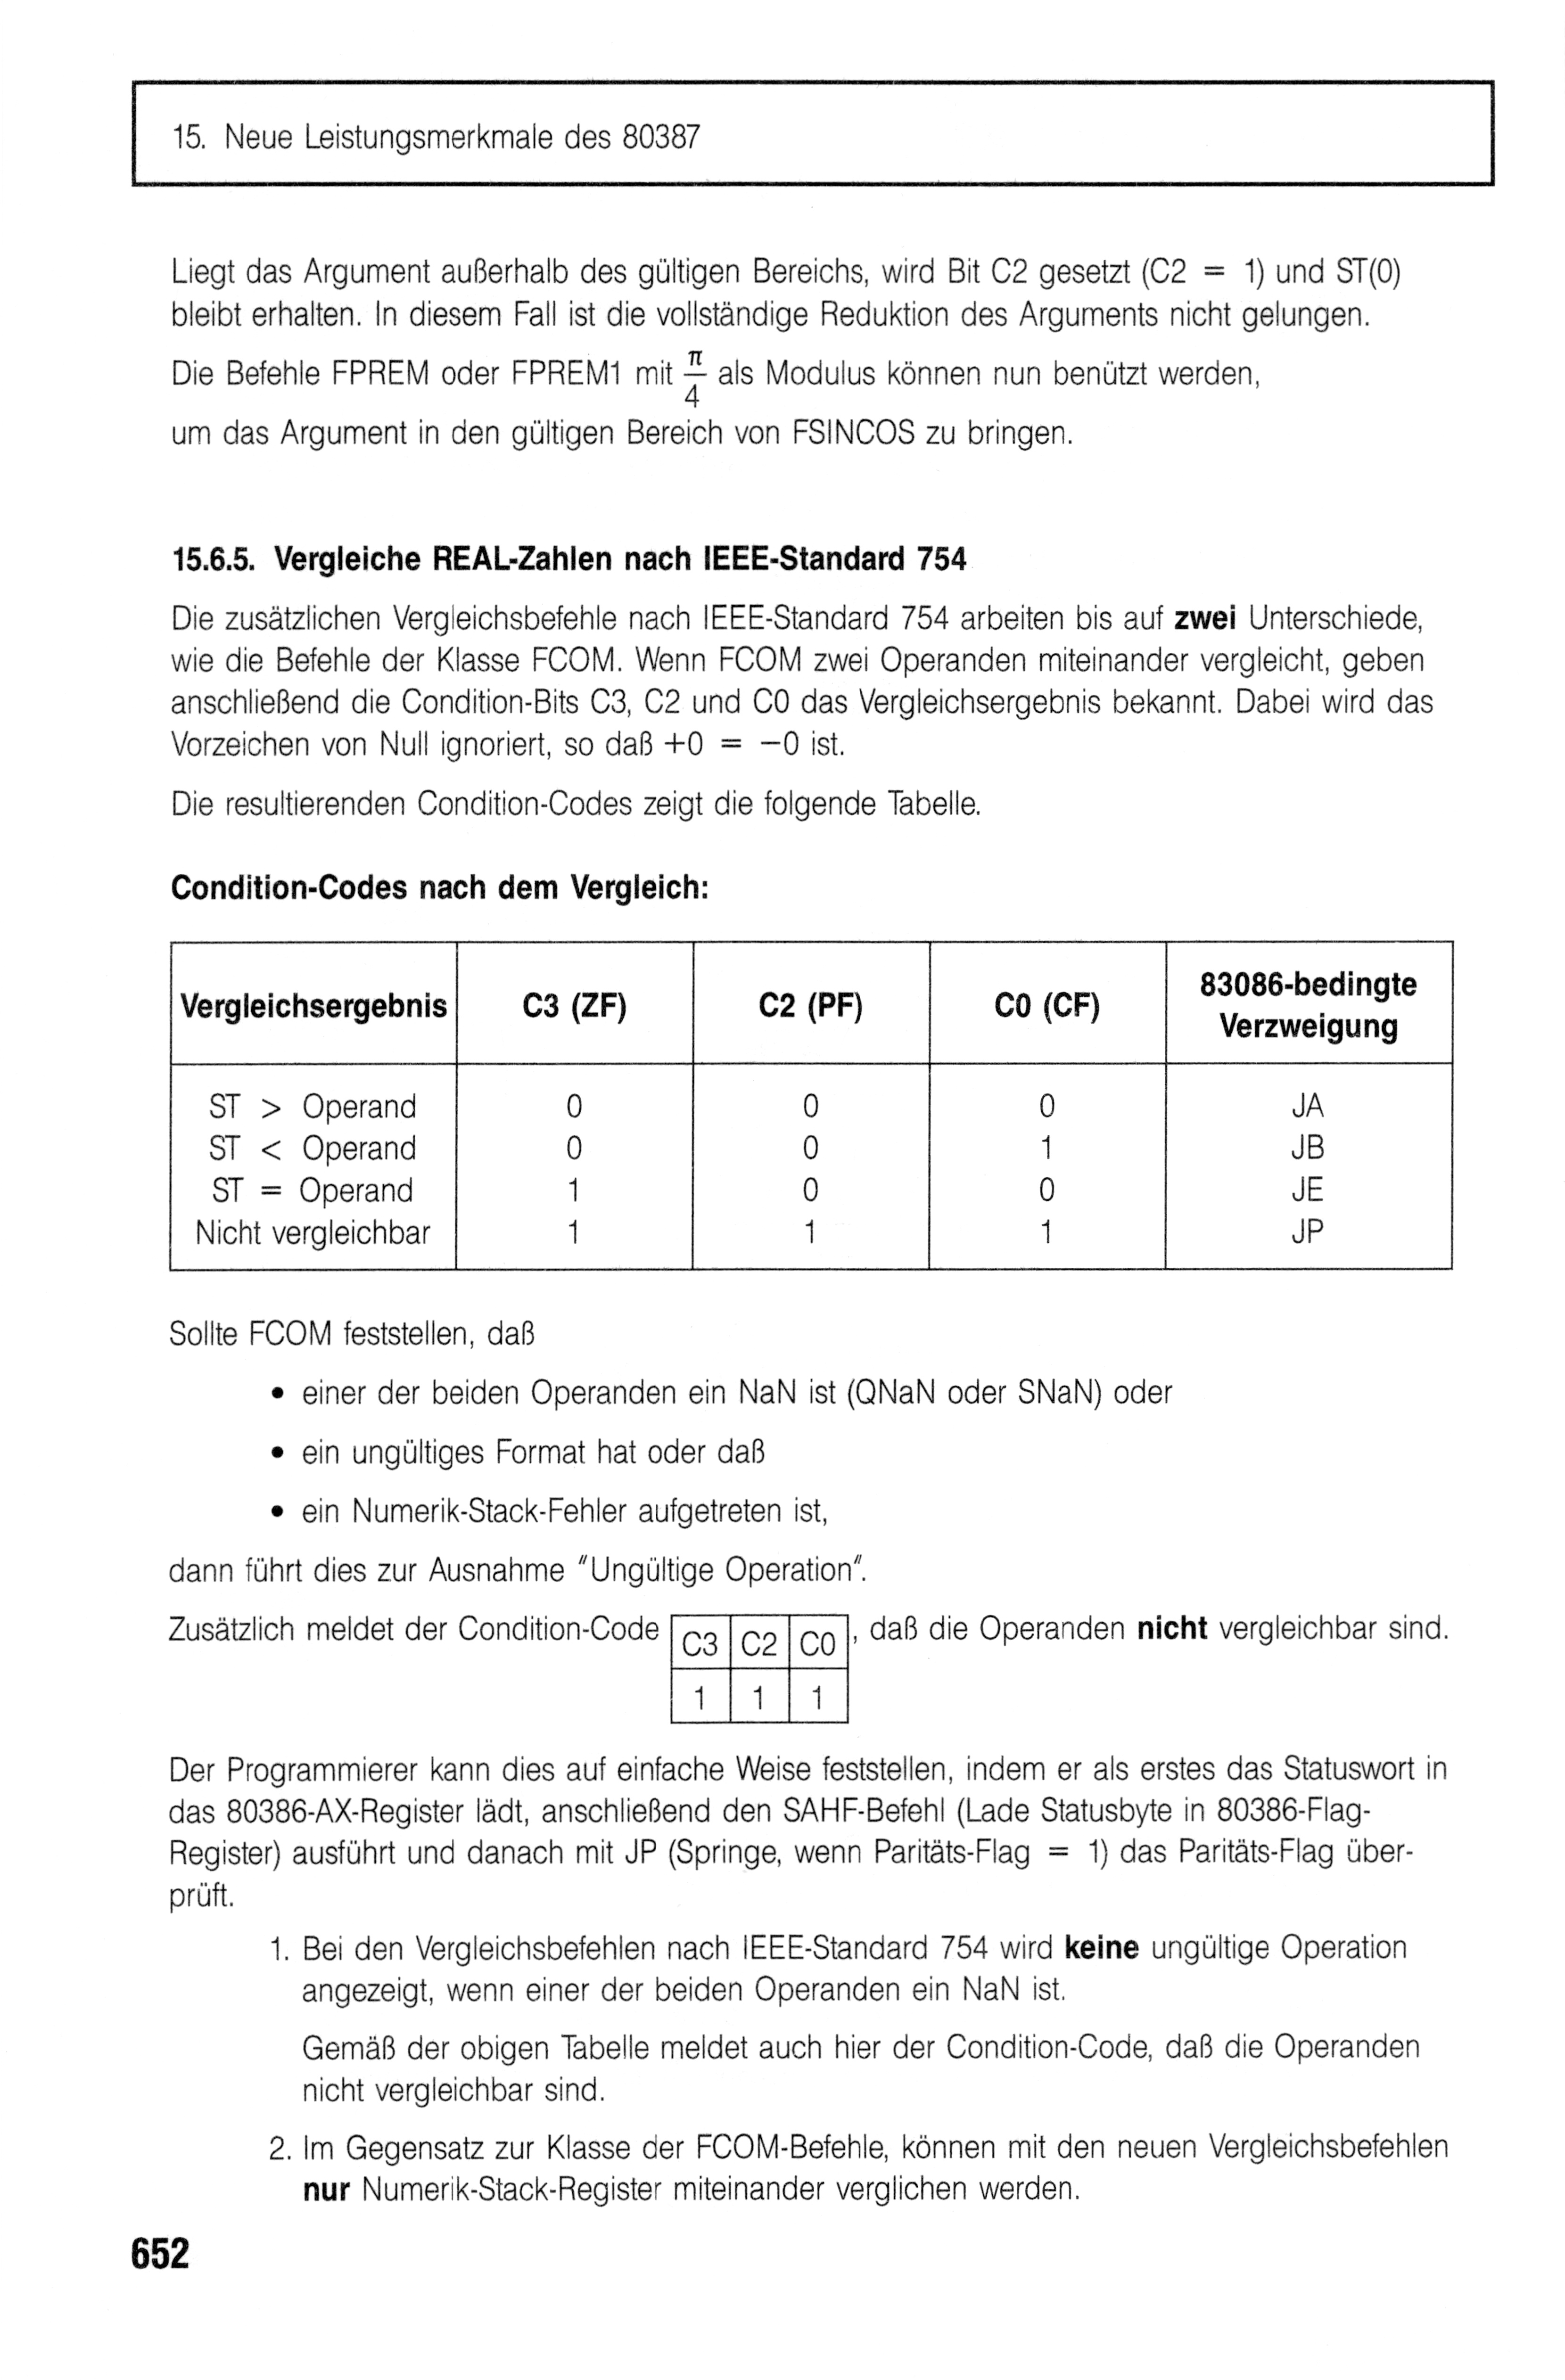 15. Neue Leistungsmerkmale des 80387
Liegt das Argument außerhalb des gültigen Bereichs, wird Bit C2 gesetzt (C2 = 1) und ST(0)
bleibt erhalten. In diesem Fall ist die vollständige Reduktion des Arguments nicht gelungen.
Die Befehle FPREM oder FPREM1 mit π/4 als Modulus können nun benützt werden,
um das Argument in den gültigen Bereich von FSINCOS zu bringen.
15.6.5. Vergleiche REAL-Zahlen nach IEEE-Standard 754
Die zusätzlichen Vergleichsbefehle nach IEEE-Standard 754 arbeiten bis auf zwei Unterschiede,
wie die Befehle der Klasse FCOM. Wenn FCOM zwei Operanden miteinander vergleicht, geben
anschließend die Condition-Bits C3, C2 und C0 das Vergleichsergebnis bekannt. Dabei wird das
Vorzeichen von Null ignoriert, so daß +0 = −0 ist.
Die resultierenden Condition-Codes zeigt die folgende Tabelle.
Condition-Codes nach dem Vergleich:
Vergleichsergebnis C3 (ZF) C2 (PF) C0 (CF) 83086-bedingte
Verzweigung
ST > Operand 0 0 0 JA
ST < Operand 0 0 1 JB
ST = Operand 1 0 0 JE
Nicht vergleichbar 1 1 1 JP
Sollte FCOM feststellen, daß
• einer der beiden Operanden ein NaN ist (QNaN oder SNaN) oder
• ein ungültiges Format hat oder daß
• ein Numerik-Stack-Fehler aufgetreten ist,
dann führt dies zur Ausnahme "Ungültige Operation".
Zusätzlich meldet der Condition-Code C3 C2 C0, daß die Operanden nicht vergleichbar sind.
1 1 1
Der Programmierer kann dies auf einfache Weise feststellen, indem er als erstes das Statuswort in
das 80386-AX-Register lädt, anschließend den SAHF-Befehl (Lade Statusbyte in 80386-Flag-
Register) ausführt und danach mit JP (Springe, wenn Paritäts-Flag = 1) das Paritäts-Flag über-
prüft.
1. Bei den Vergleichsbefehlen nach IEEE-Standard 754 wird keine ungültige Operation
angezeigt, wenn einer der beiden Operanden ein NaN ist.
Gemäß der obigen Tabelle meldet auch hier der Condition-Code, daß die Operanden
nicht vergleichbar sind.
2. Im Gegensatz zur Klasse der FCOM-Befehle, können mit den neuen Vergleichsbefehlen
nur Numerik-Stack-Register miteinander verglichen werden.
652